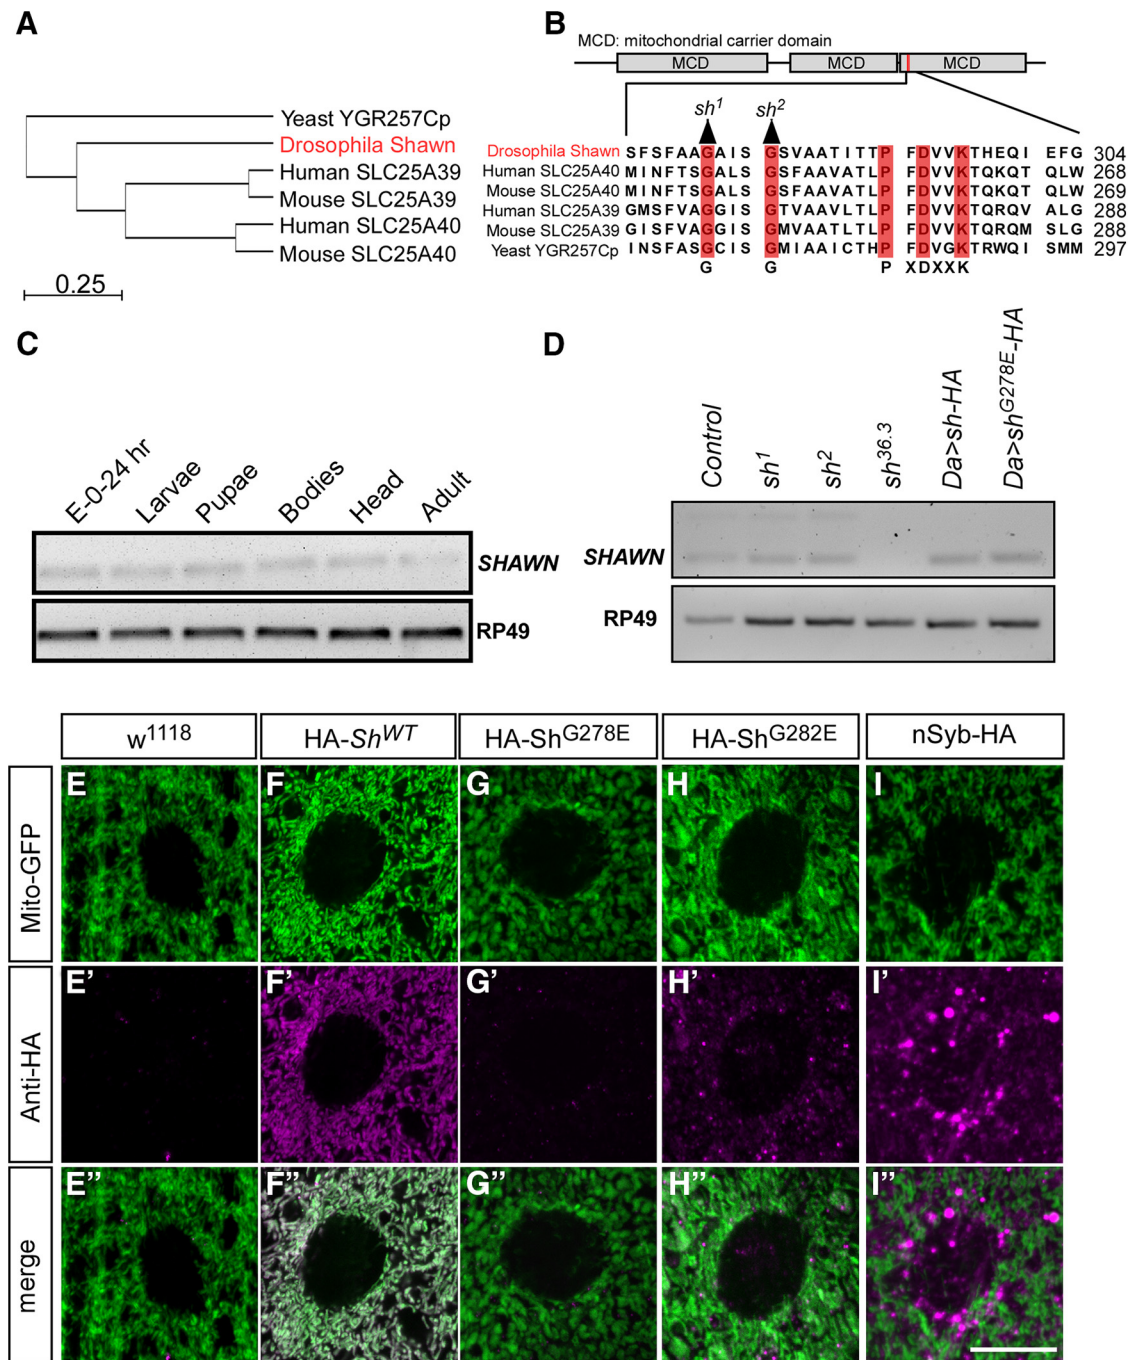 A
Yeast YGR257Cp
Drosophila Shawn
Human SLC25A39
Mouse SLC25A39
Human SLC25A40
Mouse SLC25A40
0.25
B
MCD: mitochondrial carrier domain
MCD MCD MCD
sh1 sh2
Drosophila Shawn SFSFAAGAIS GSVAATITTP FDVVKTHEQI EFG 304
Human SLC25A40 MINFTSGALS GSFAAVATLP FDVVKTQKQT QLW 268
Mouse SLC25A40 MINFTSGALS GSFAAVATLP FDVVKTQKQT QLW 269
Human SLC25A39 GMSFVAGGIS GTVAAVLTLP FDVVKTQRQV ALG 288
Mouse SLC25A39 GISFVAGGIS GMVAATLTLP FDVVKTQRQM SLG 288
Yeast YGR257Cp INSFASGCIS GMIAAICTHP FDVGKTRWQI SMM 297
G G P XDXXK
C
E-0-24 hr Larvae Pupae Bodies Head Adult
SHAWN
RP49
D
Control sh1 sh2 sh36.3 Da>sh-HA Da>shG278E-HA
SHAWN
RP49
w1118 HA-ShWT HA-ShG278E HA-ShG282E nSyb-HA
Mito-GFP
E F G H I
Anti-HA
E' F' G' H' I'
merge
E" F" G" H" I"